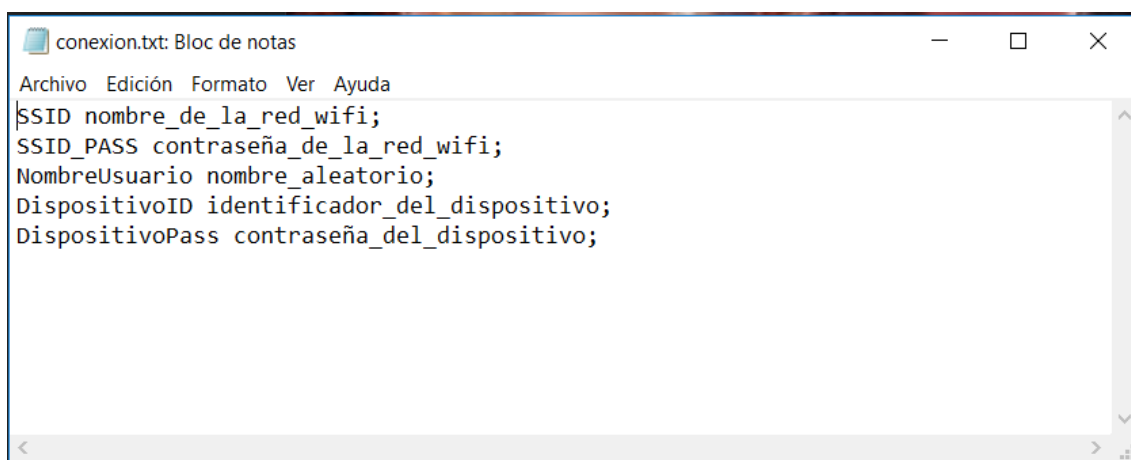 conexion.txt: Bloc de notas
Archivo Edición Formato Ver Ayuda
SSID nombre_de_la_red_wifi;
SSID_PASS contraseña_de_la_red_wifi;
NombreUsuario nombre_aleatorio;
DispositivoID identificador_del_dispositivo;
DispositivoPass contraseña_del_dispositivo;